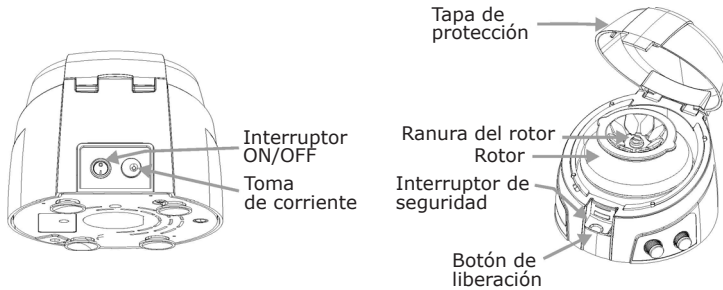 Interruptor
ON/OFF
Toma
de corriente
Tapa de
protección
Ranura del rotor
Rotor
Interruptor de
seguridad
Botón de
liberación